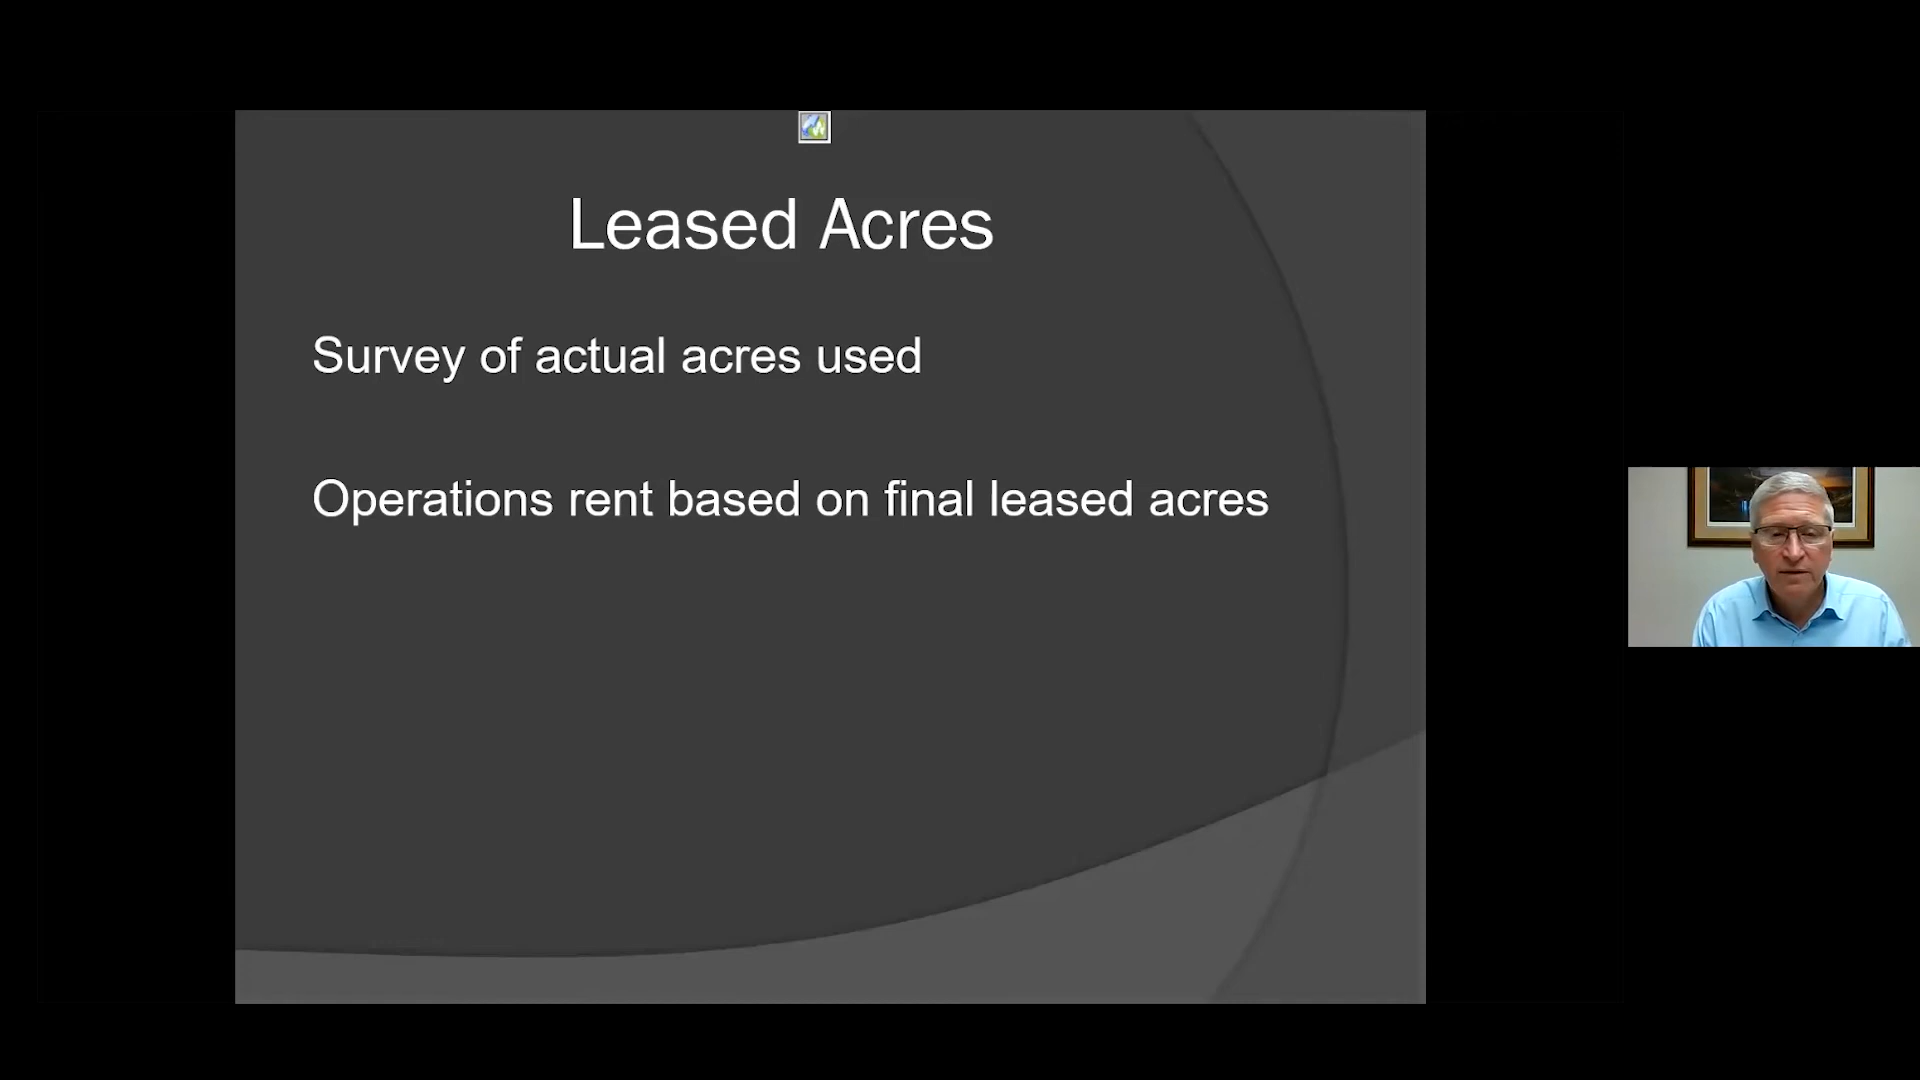 Leased Acres
Survey of actual acres used
Operations rent based on final leased acres